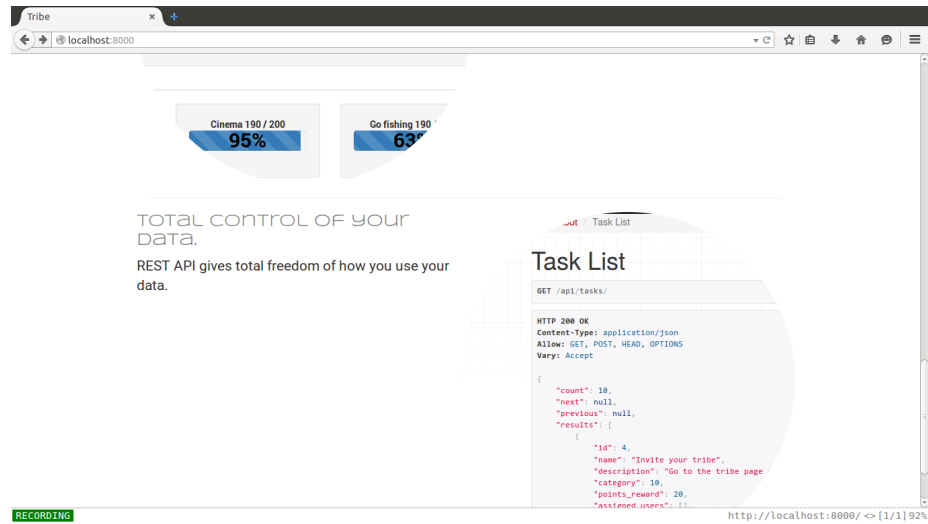 Tribe
localhost:8000
Cinema 190 / 200
95%
Go fishing 190
63%
Total control of your
data.
REST API gives total freedom of how you use your
data.
/ Task List
Task List
GET /api/tasks/
HTTP 200 OK
Content-Type: application/json
Allow: GET, POST, HEAD, OPTIONS
Vary: Accept
{
"count": 10,
"next": null,
"previous": null,
"results": [
{
"id": 4,
"name": "Invite your tribe",
"description": "Go to the tribe page
"category": 10,
"points_reward": 20,
"assigned_users": [],
RECORDING
http://localhost:8000/ <> [1/1] 92%